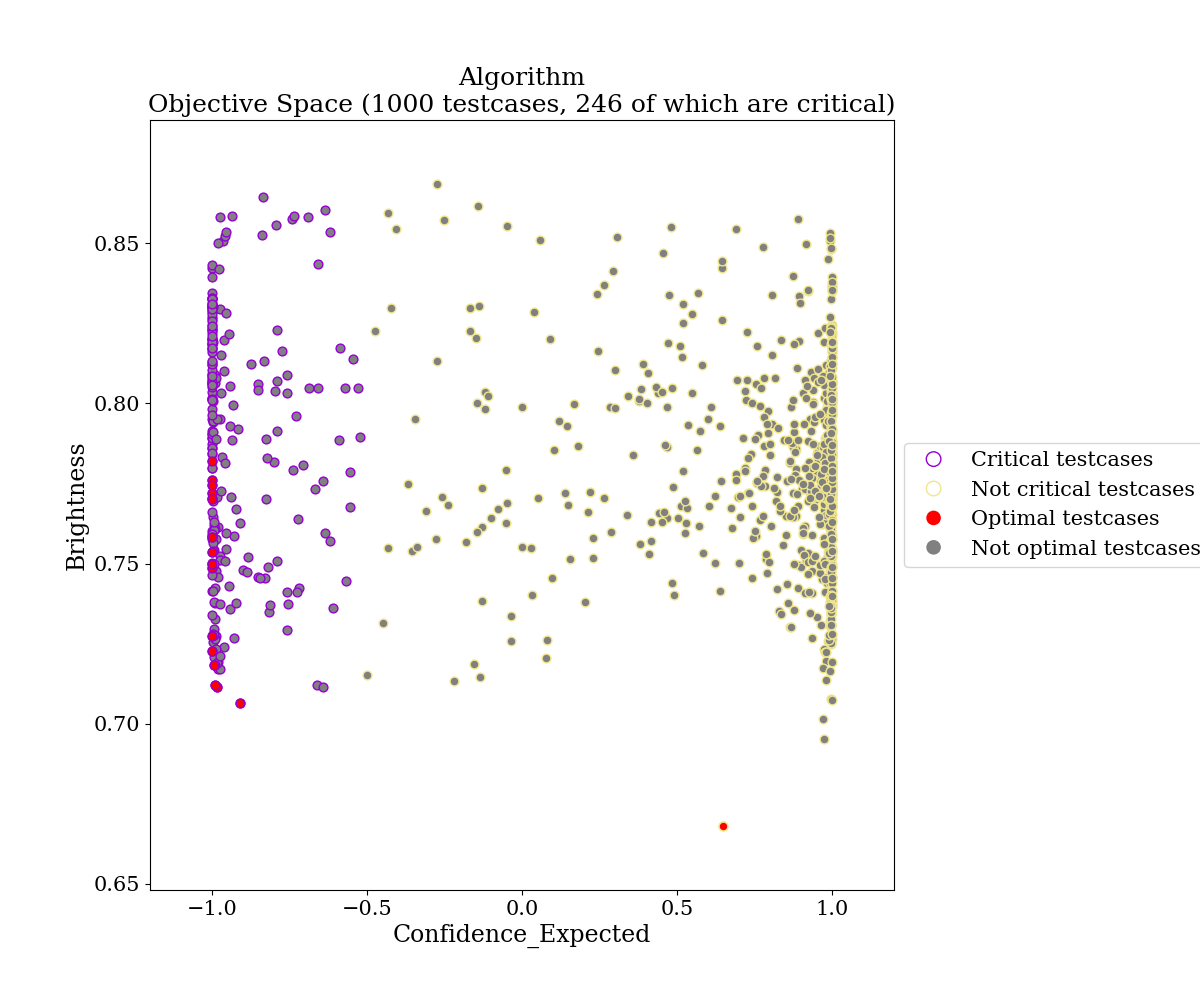 Algorithm
Objective Space (1000 testcases, 246 of which are critical)
Brightness
0.85
0.80
0.75
0.70
0.65
−1.0
−0.5
0.0
0.5
1.0
Confidence_Expected
Critical testcases
Not critical testcases
Optimal testcases
Not optimal testcases